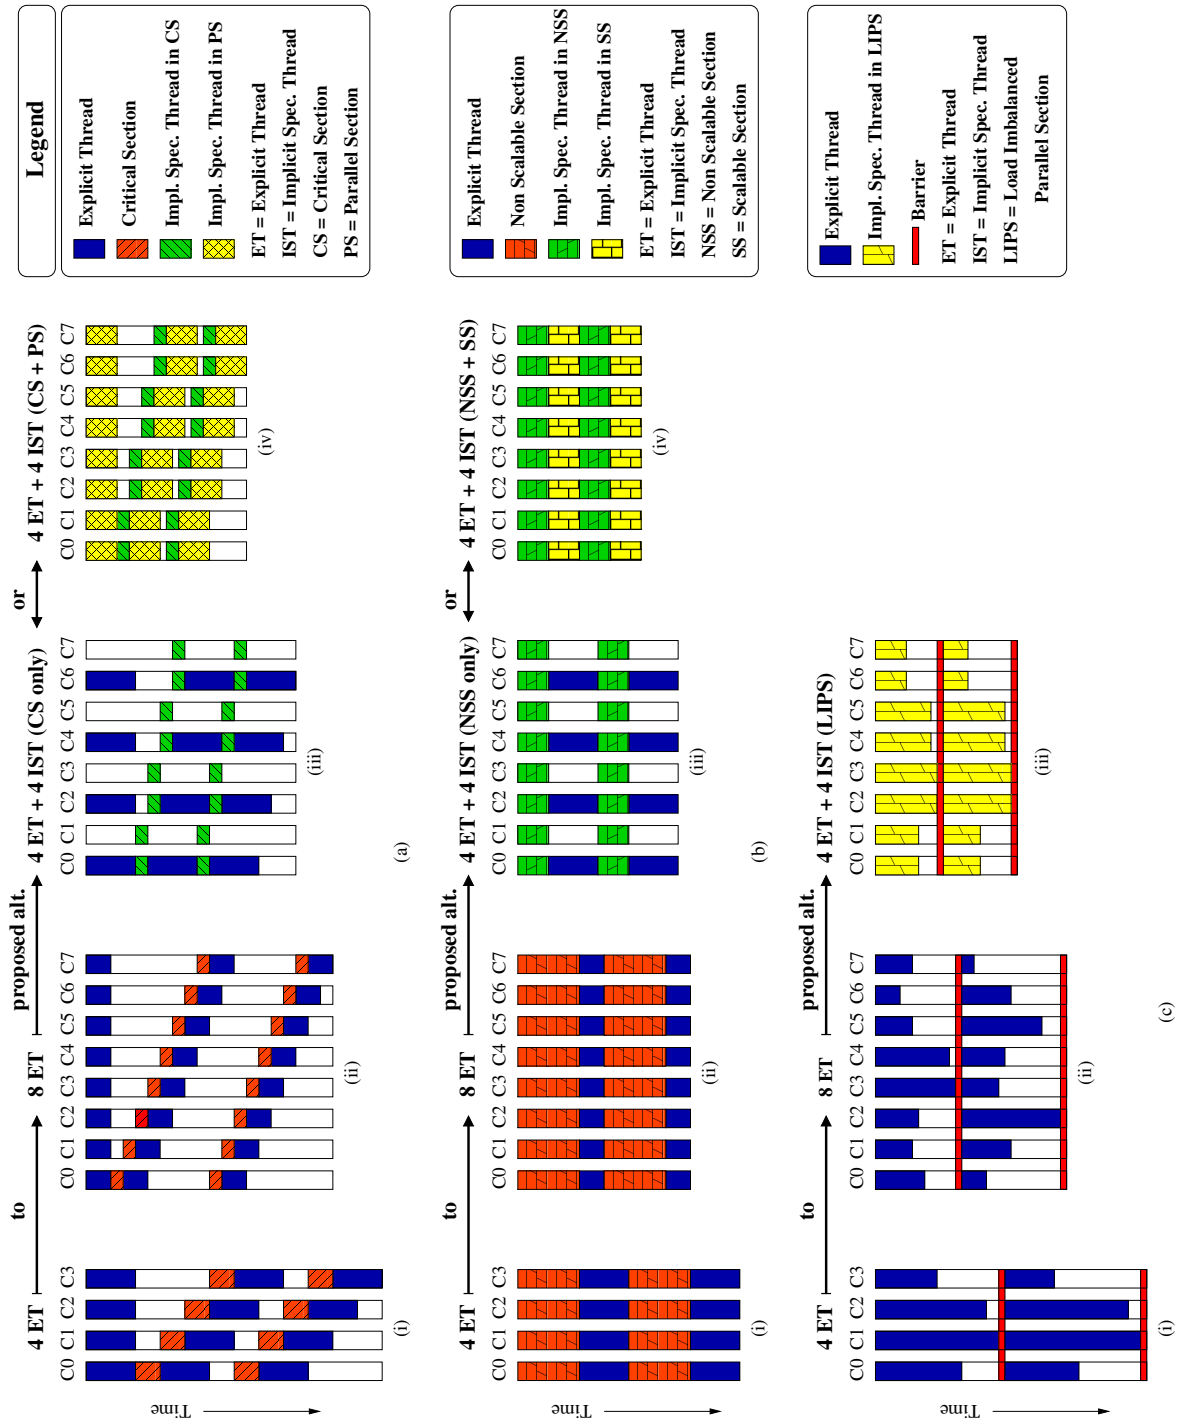 4 ET
to
8 ET
proposed alt.
4 ET + 4 IST (CS only)
or
4 ET + 4 IST (CS + PS)
C0 C1 C2 C3
C0 C1 C2 C3 C4 C5 C6 C7
C0 C1 C2 C3 C4 C5 C6 C7
C0 C1 C2 C3 C4 C5 C6 C7
Time
(i)
(ii)
(iii)
(iv)
(a)
Legend
Explicit Thread
Critical Section
Impl. Spec. Thread in CS
Impl. Spec. Thread in PS
ET = Explicit Thread
IST = Implicit Spec. Thread
CS = Critical Section
PS = Parallel Section
4 ET
to
8 ET
proposed alt.
4 ET + 4 IST (NSS only)
or
4 ET + 4 IST (NSS + SS)
C0 C1 C2 C3
C0 C1 C2 C3 C4 C5 C6 C7
C0 C1 C2 C3 C4 C5 C6 C7
C0 C1 C2 C3 C4 C5 C6 C7
Time
(i)
(ii)
(iii)
(iv)
(b)
Explicit Thread
Non Scalable Section
Impl. Spec. Thread in NSS
Impl. Spec. Thread in SS
ET = Explicit Thread
IST = Implicit Spec. Thread
NSS = Non Scalable Section
SS = Scalable Section
4 ET
to
8 ET
proposed alt.
4 ET + 4 IST (LIPS)
C0 C1 C2 C3
C0 C1 C2 C3 C4 C5 C6 C7
C0 C1 C2 C3 C4 C5 C6 C7
Time
(i)
(ii)
(iii)
(c)
Explicit Thread
Impl. Spec. Thread in LIPS
Barrier
ET = Explicit Thread
IST = Implicit Spec. Thread
LIPS = Load Imbalanced
Parallel Section